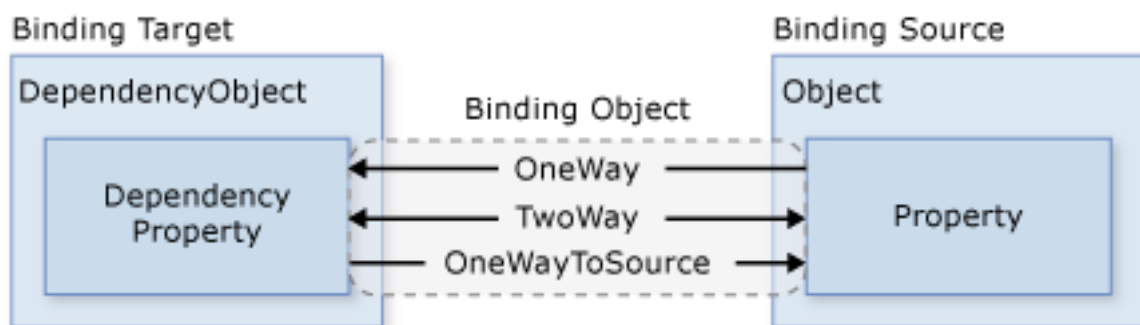 Binding Target
Binding Source
DependencyObject
Object
Binding Object
OneWay
Dependency
Property
TwoWay
Property
OneWayToSource